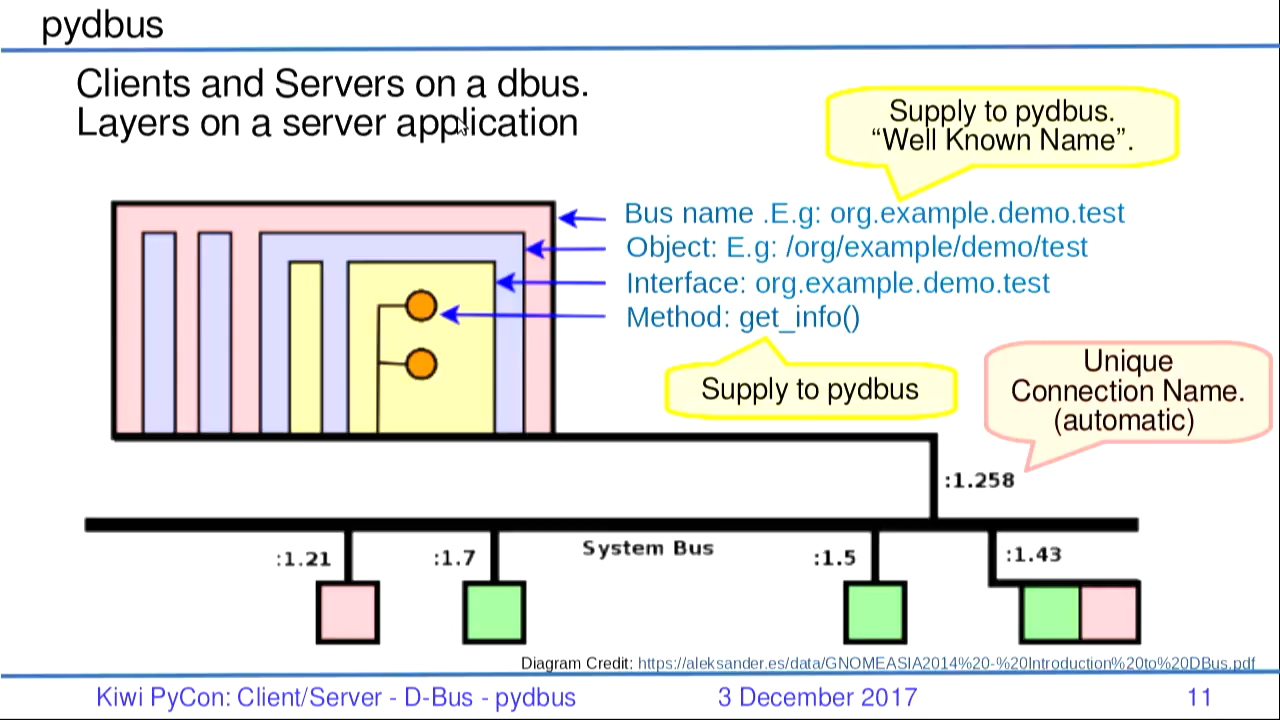 pydbus
Clients and Servers on a dbus.
Layers on a server application
Supply to pydbus.
“Well Known Name”.
Bus name .E.g: org.example.demo.test
Object: E.g: /org/example/demo/test
Interface: org.example.demo.test
Method: get_info()
Supply to pydbus
Unique
Connection Name.
(automatic)
:1.258
System Bus
:1.21
:1.7
:1.5
:1.43
Diagram Credit: https://aleksander.es/data/GNOMEASIA2014%20-%20Introduction%20to%20DBus.pdf
Kiwi PyCon: Client/Server - D-Bus - pydbus
3 December 2017
11